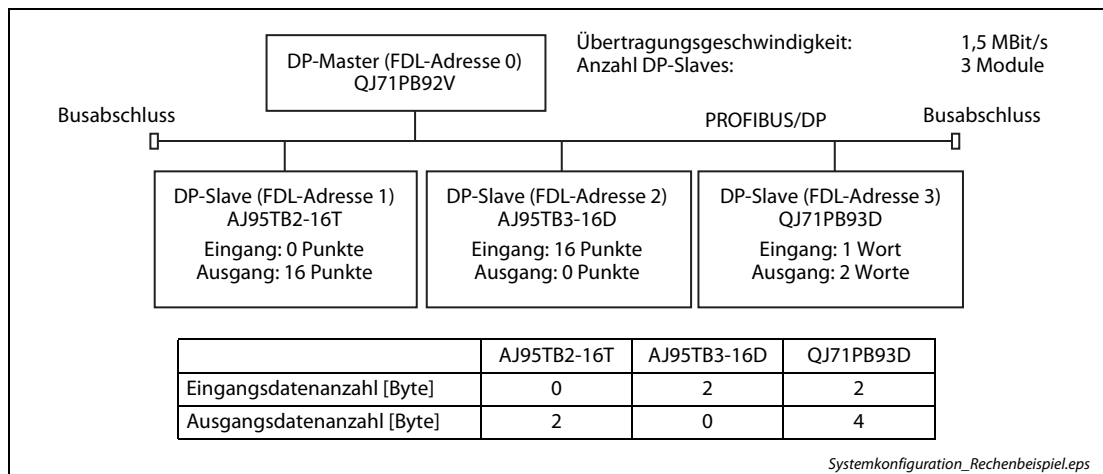 DP-Master (FDL-Adresse 0)
QJ71PB92V
Übertragungsgeschwindigkeit: 1,5 MBit/s
Anzahl DP-Slaves: 3 Module
Busabschluss
PROFIBUS/DP
Busabschluss
DP-Slave (FDL-Adresse 1)
AJ95TB2-16T
Eingang: 0 Punkte
Ausgang: 16 Punkte
DP-Slave (FDL-Adresse 2)
AJ95TB3-16D
Eingang: 16 Punkte
Ausgang: 0 Punkte
DP-Slave (FDL-Adresse 3)
QJ71PB93D
Eingang: 1 Wort
Ausgang: 2 Worte
AJ95TB2-16T AJ95TB3-16D QJ71PB93D
Eingangsdatenanzahl [Byte] 0 2 2
Ausgangsdatenanzahl [Byte] 2 0 4
Systemkonfiguration_Rechenbeispiel.eps